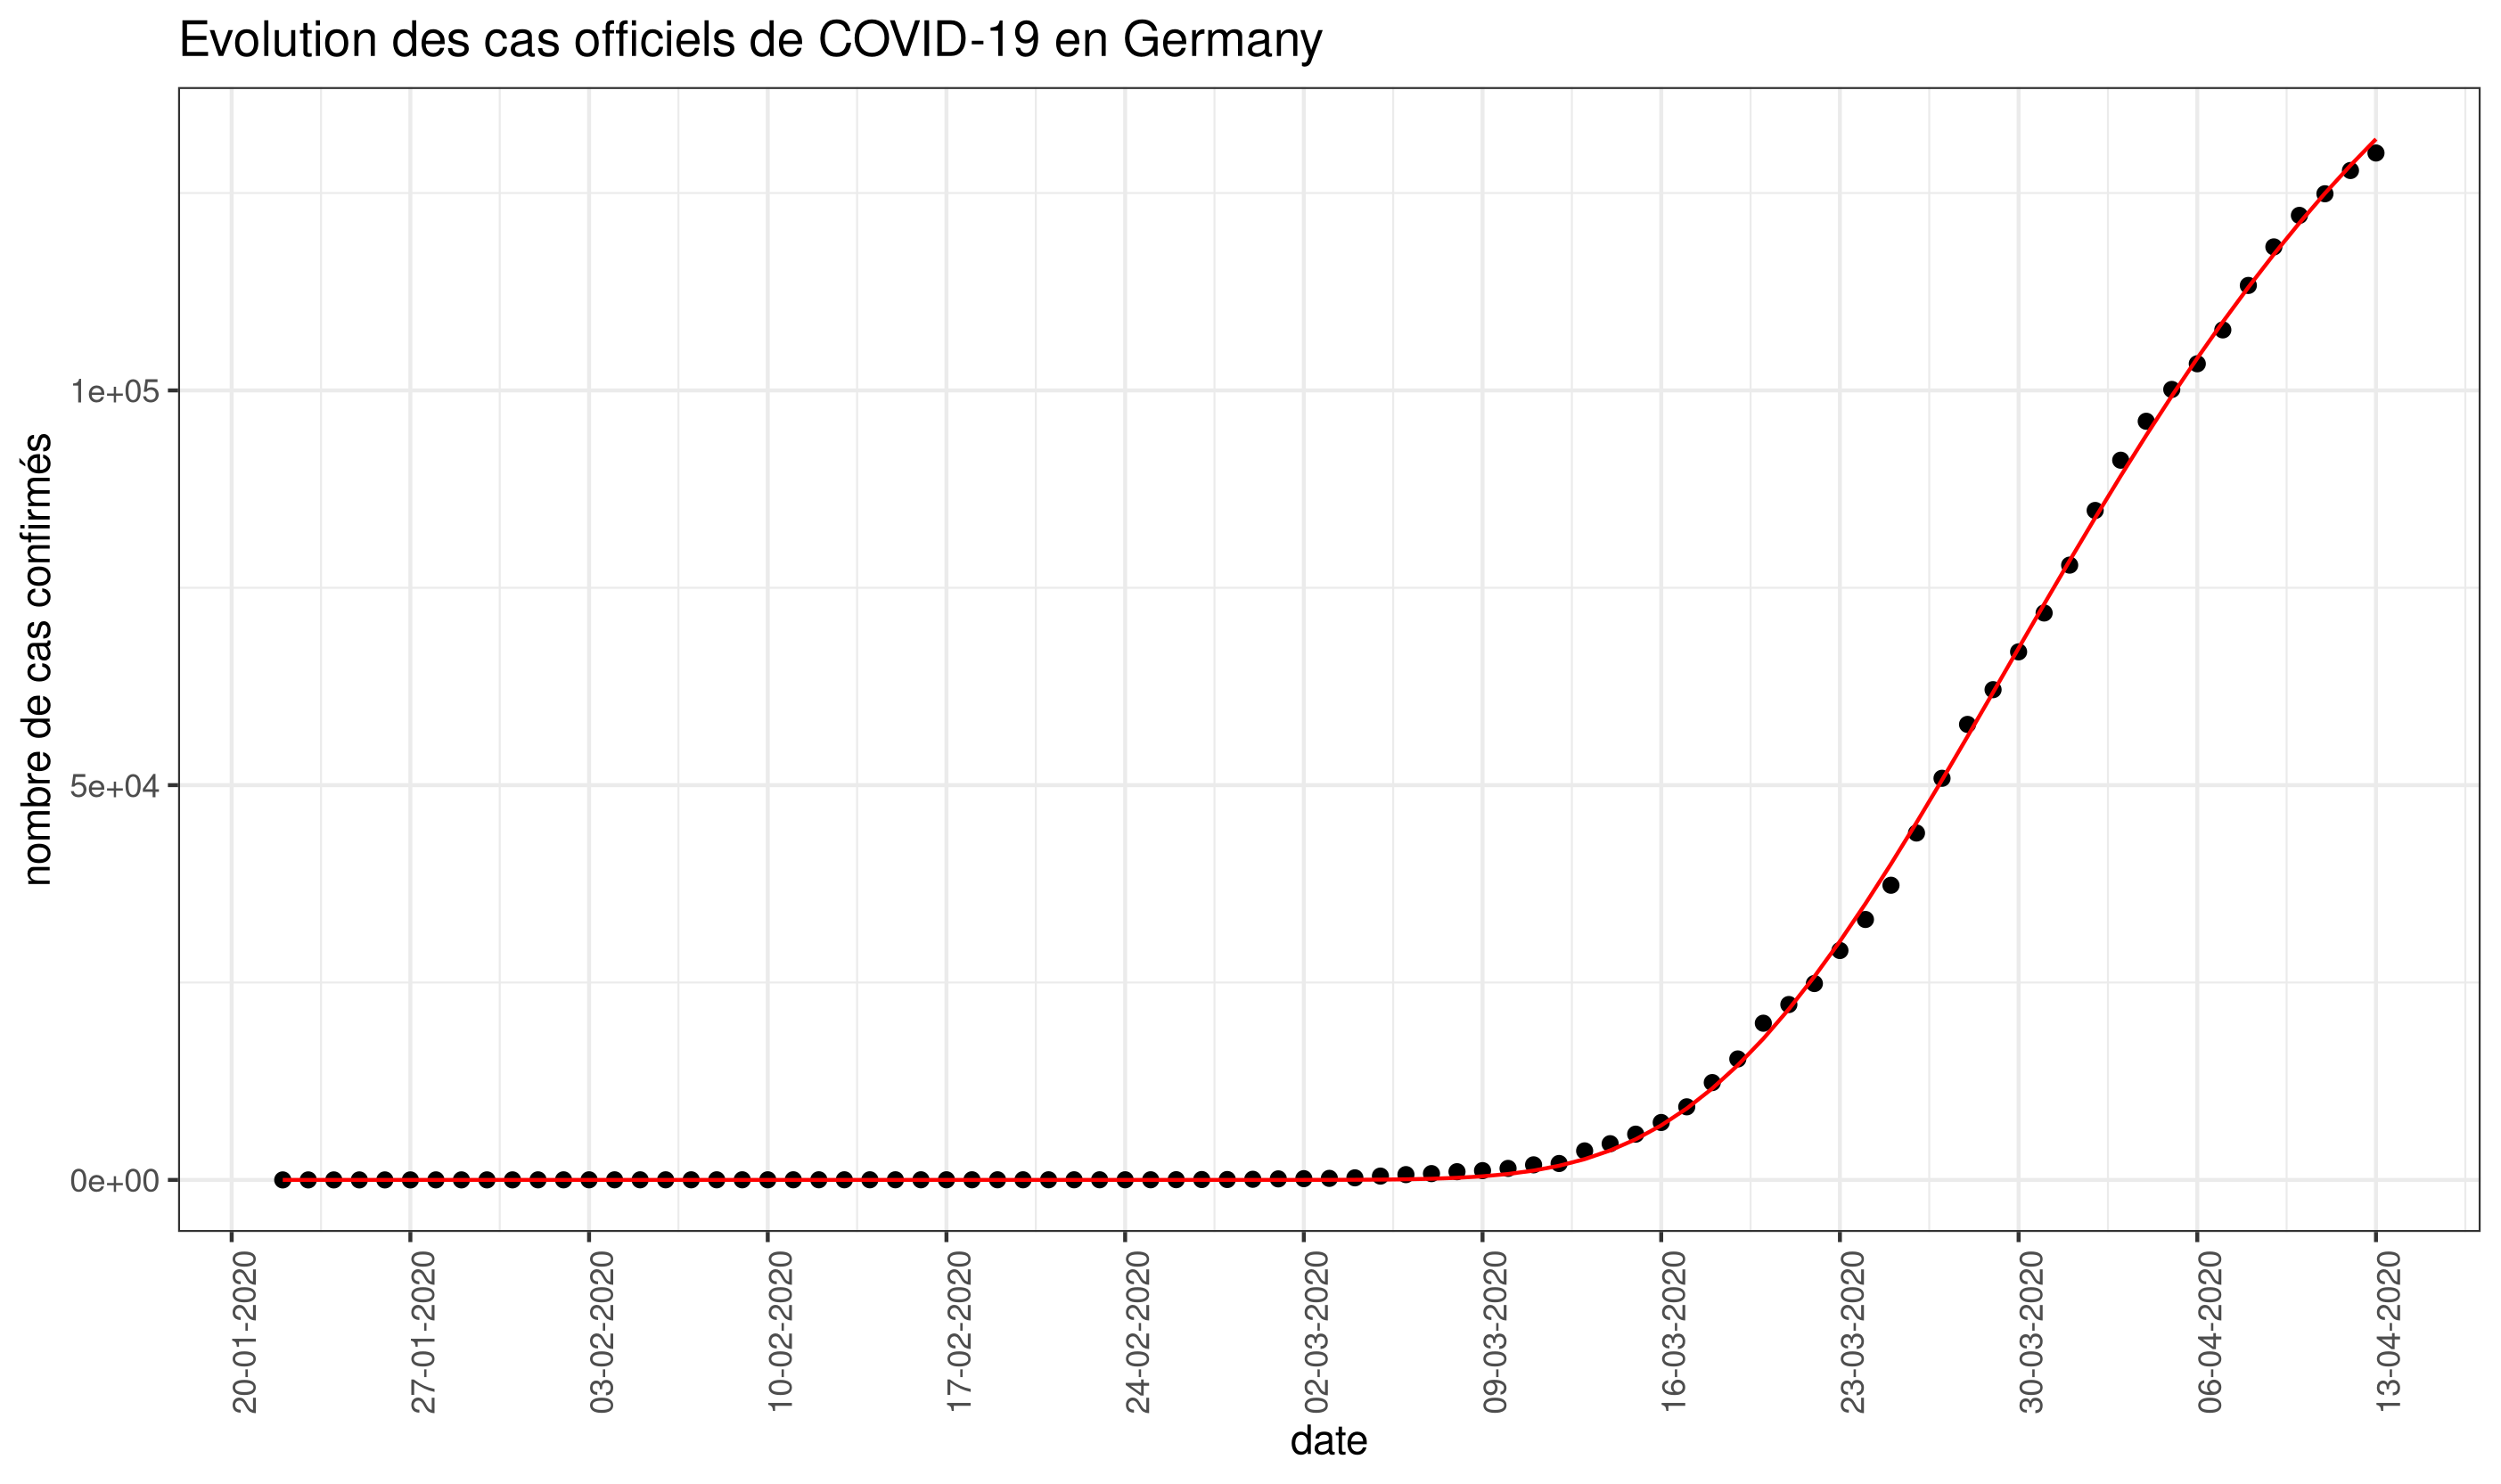 Evolution des cas officiels de COVID-19 en Germany
nombre de cas confirmés
1e+05
5e+04
0e+00
20-01-2020
27-01-2020
03-02-2020
10-02-2020
17-02-2020
24-02-2020
02-03-2020
09-03-2020
16-03-2020
23-03-2020
30-03-2020
06-04-2020
13-04-2020
date